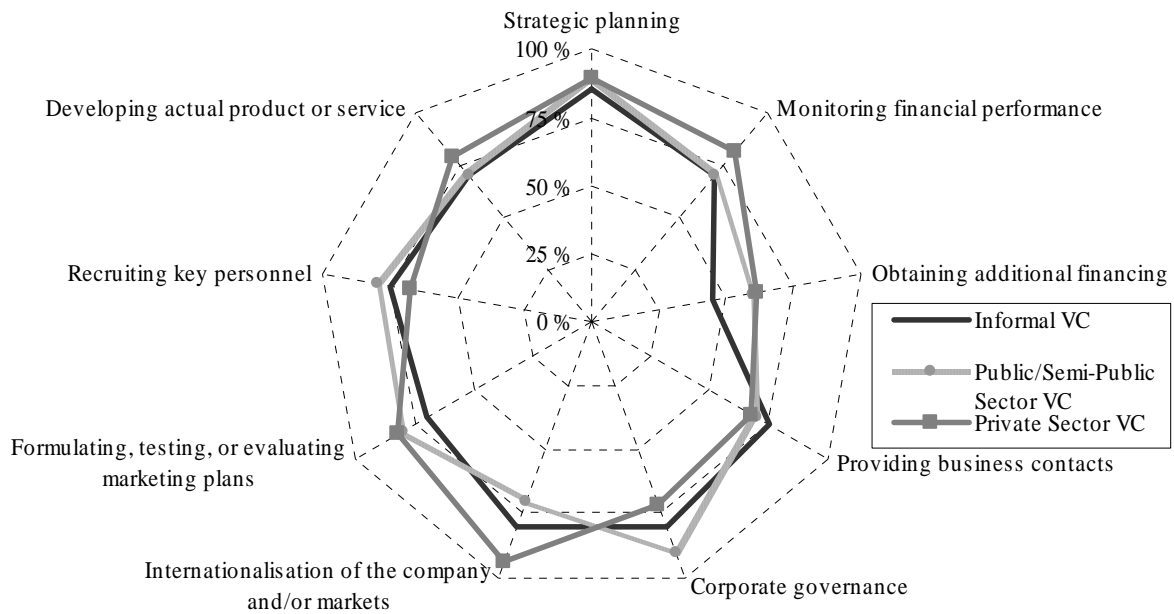 Strategic planning
100 %
Developing actual product or service
Monitoring financial performance
75 %
50 %
Recruiting key personnel
25 %
Obtaining additional financing
0 %
Informal VC
Public/Semi-Public
Sector VC
Private Sector VC
Formulating, testing, or evaluating
marketing plans
Providing business contacts
Internationalisation of the company
and/or markets
Corporate governance